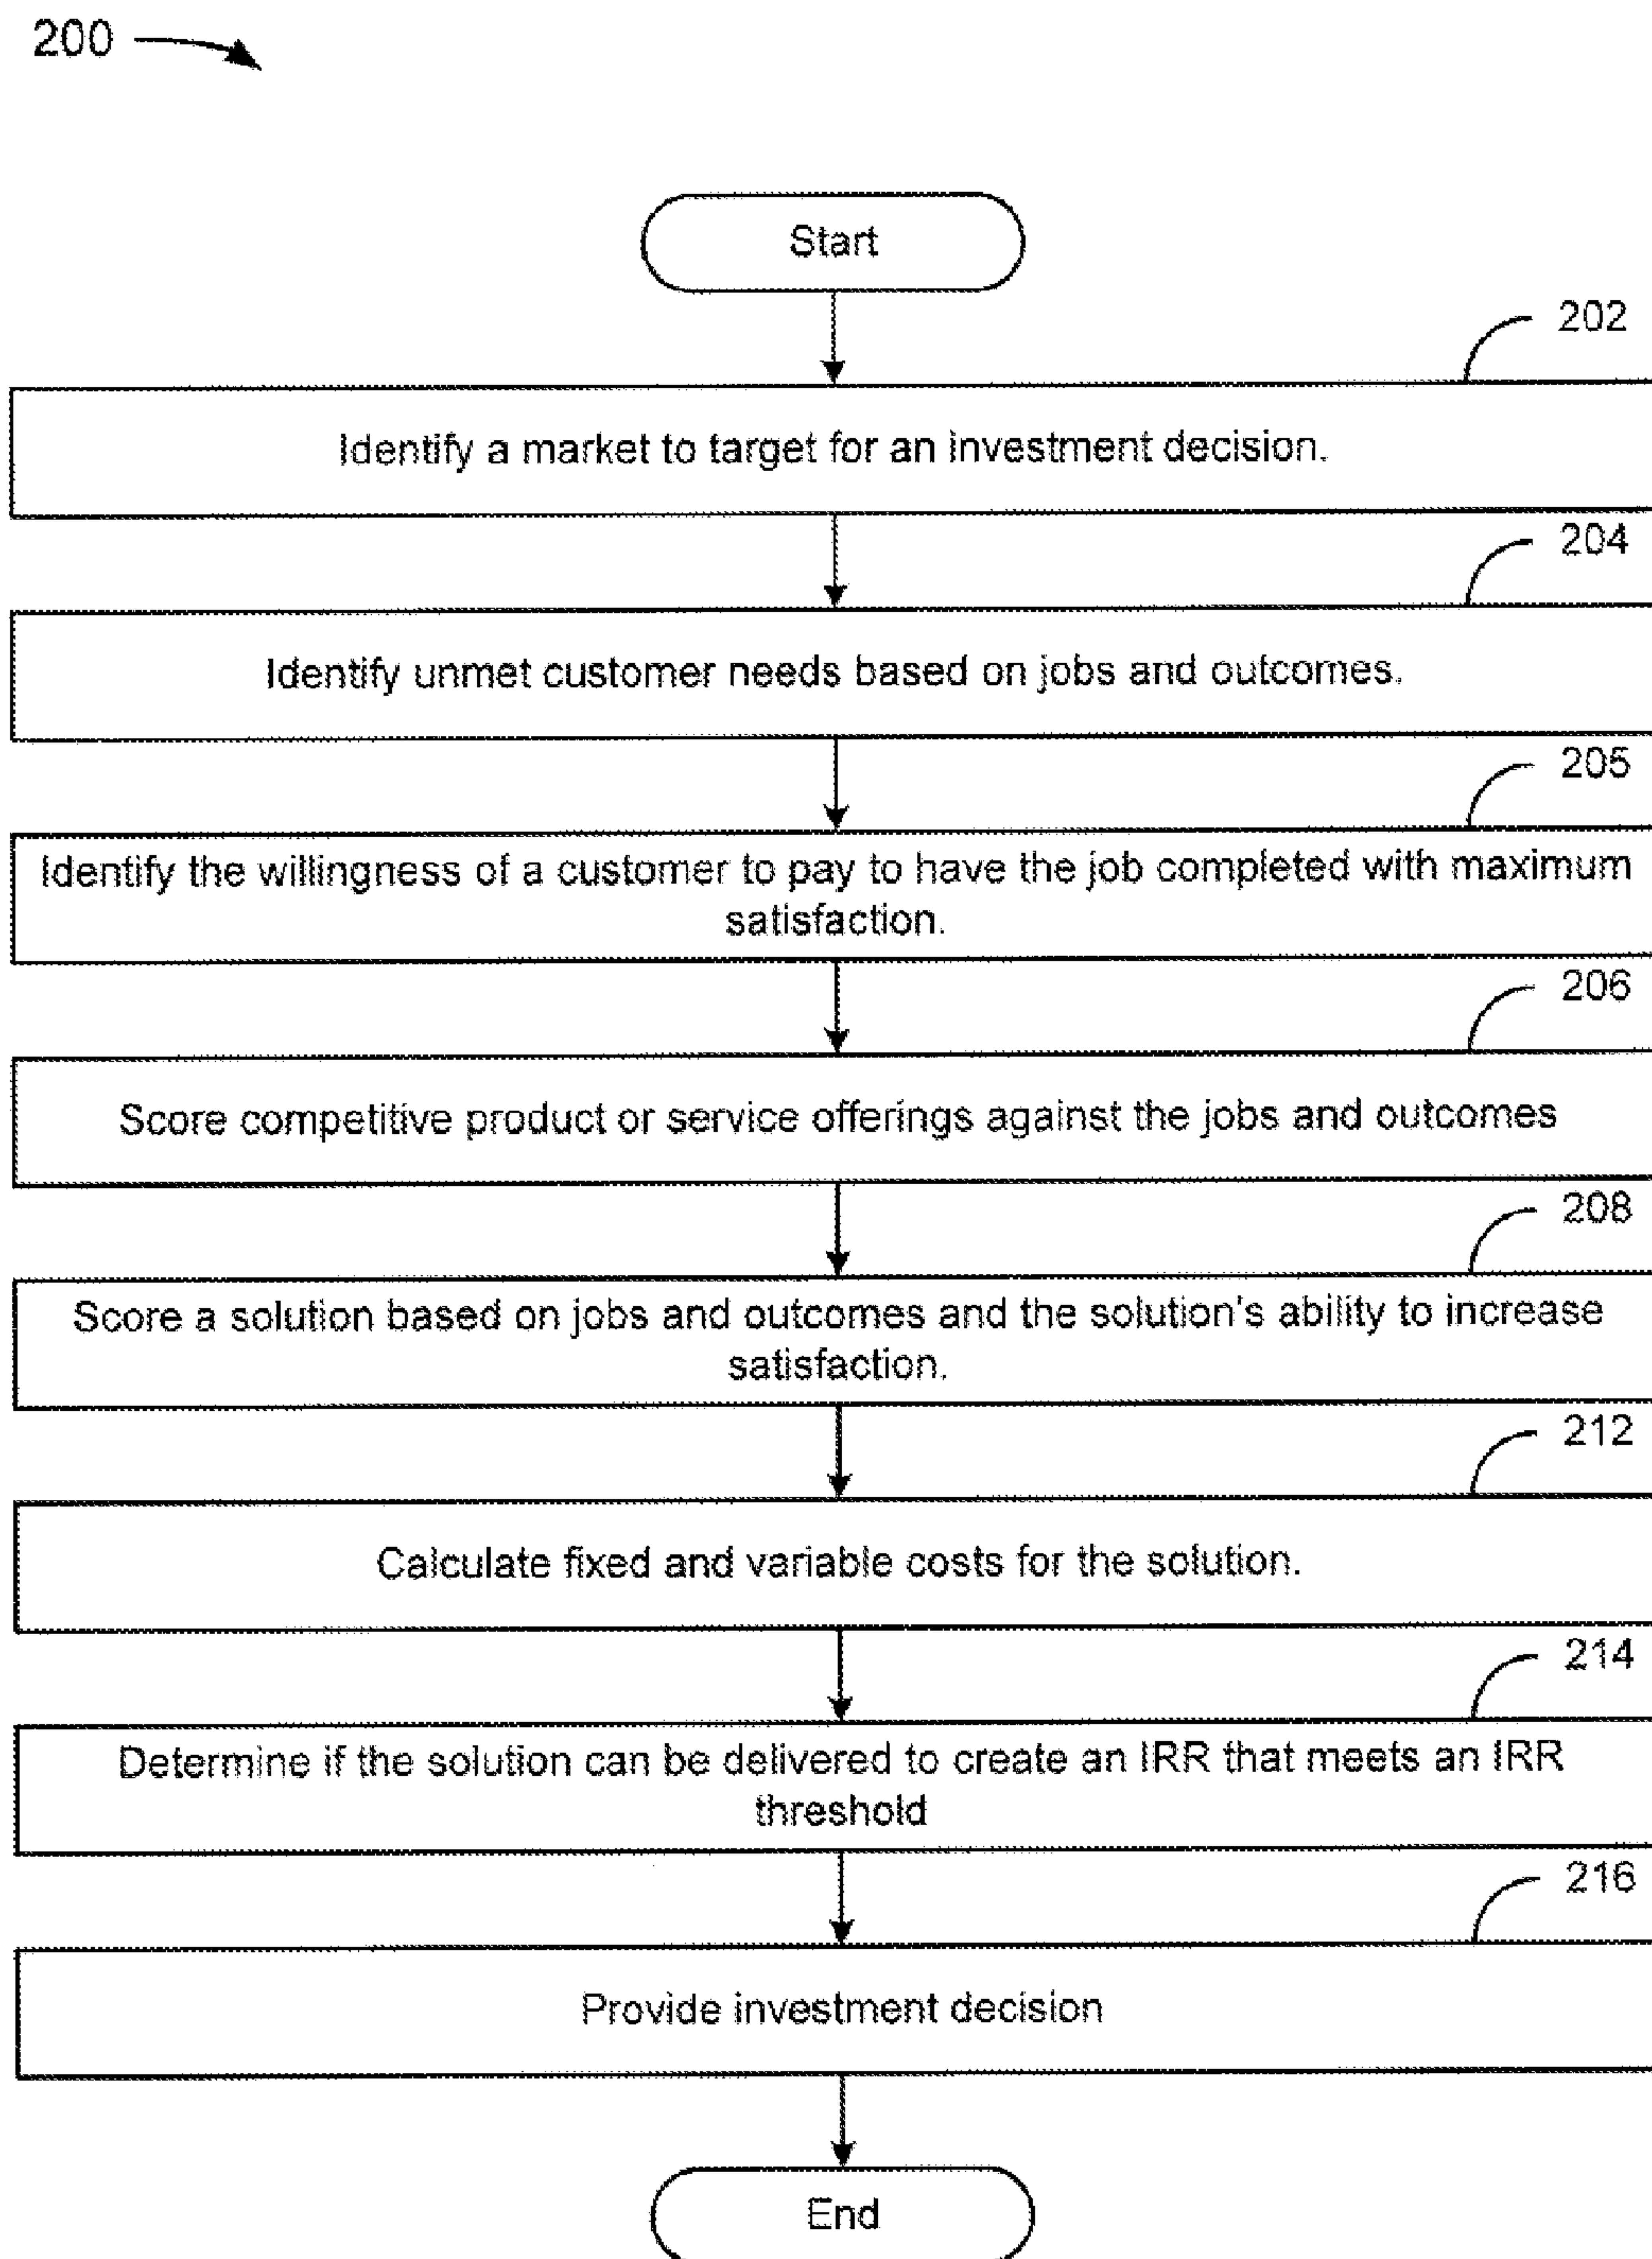 200
Start
202
Identify a market to target for an investment decision.
204
Identify unmet customer needs based on jobs and outcomes.
205
Identify the willingness of a customer to pay to have the job completed with maximum
satisfaction.
206
Score competitive product or service offerings against the jobs and outcomes
208
Score a solution based on jobs and outcomes and the solution's ability to increase
satisfaction.
212
Calculate fixed and variable costs for the solution.
214
Determine if the solution can be delivered to create an IRR that meets an IRR
threshold
216
Provide investment decision
End